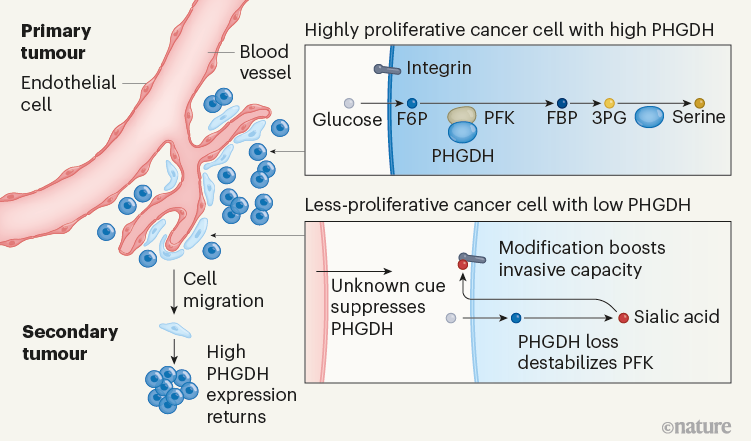 Primary
tumour
Endothelial
cell
Blood
vessel
Highly proliferative cancer cell with high PHGDH
Integrin
Glucose
F6P
PFK
FBP
3PG
Serine
PHGDH
Less-proliferative cancer cell with low PHGDH
Modification boosts
invasive capacity
Unknown cue
suppresses
PHGDH
Sialic acid
PHGDH loss
destabilizes PFK
Cell
migration
Secondary
tumour
High
PHGDH
expression
returns
©nature